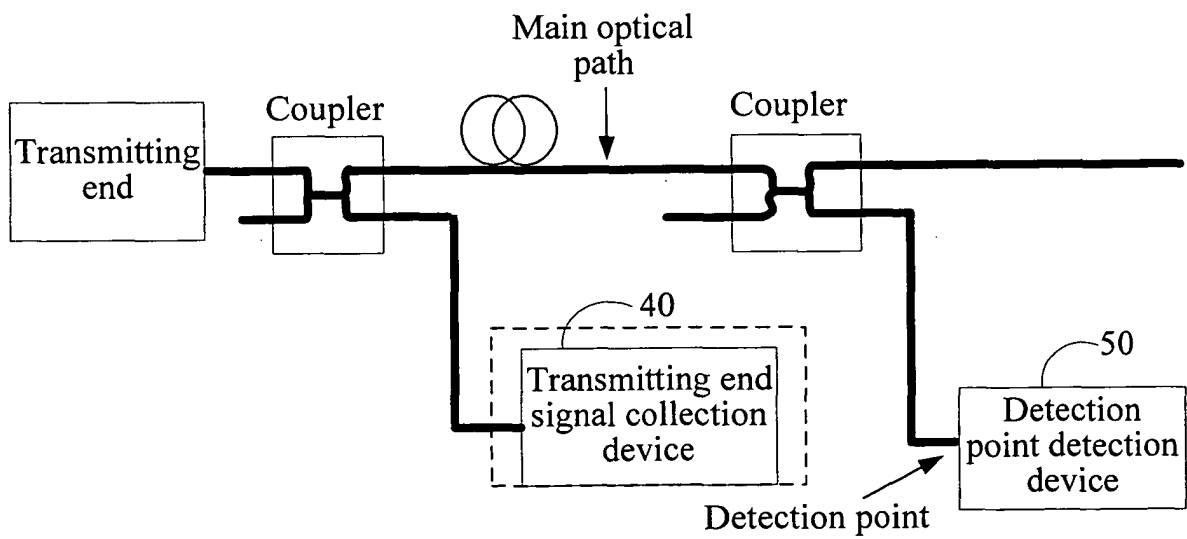 Main optical
path
Coupler
Coupler
Transmitting
end
40
Transmitting end
signal collection
device
50
Detection
point detection
device
Detection point